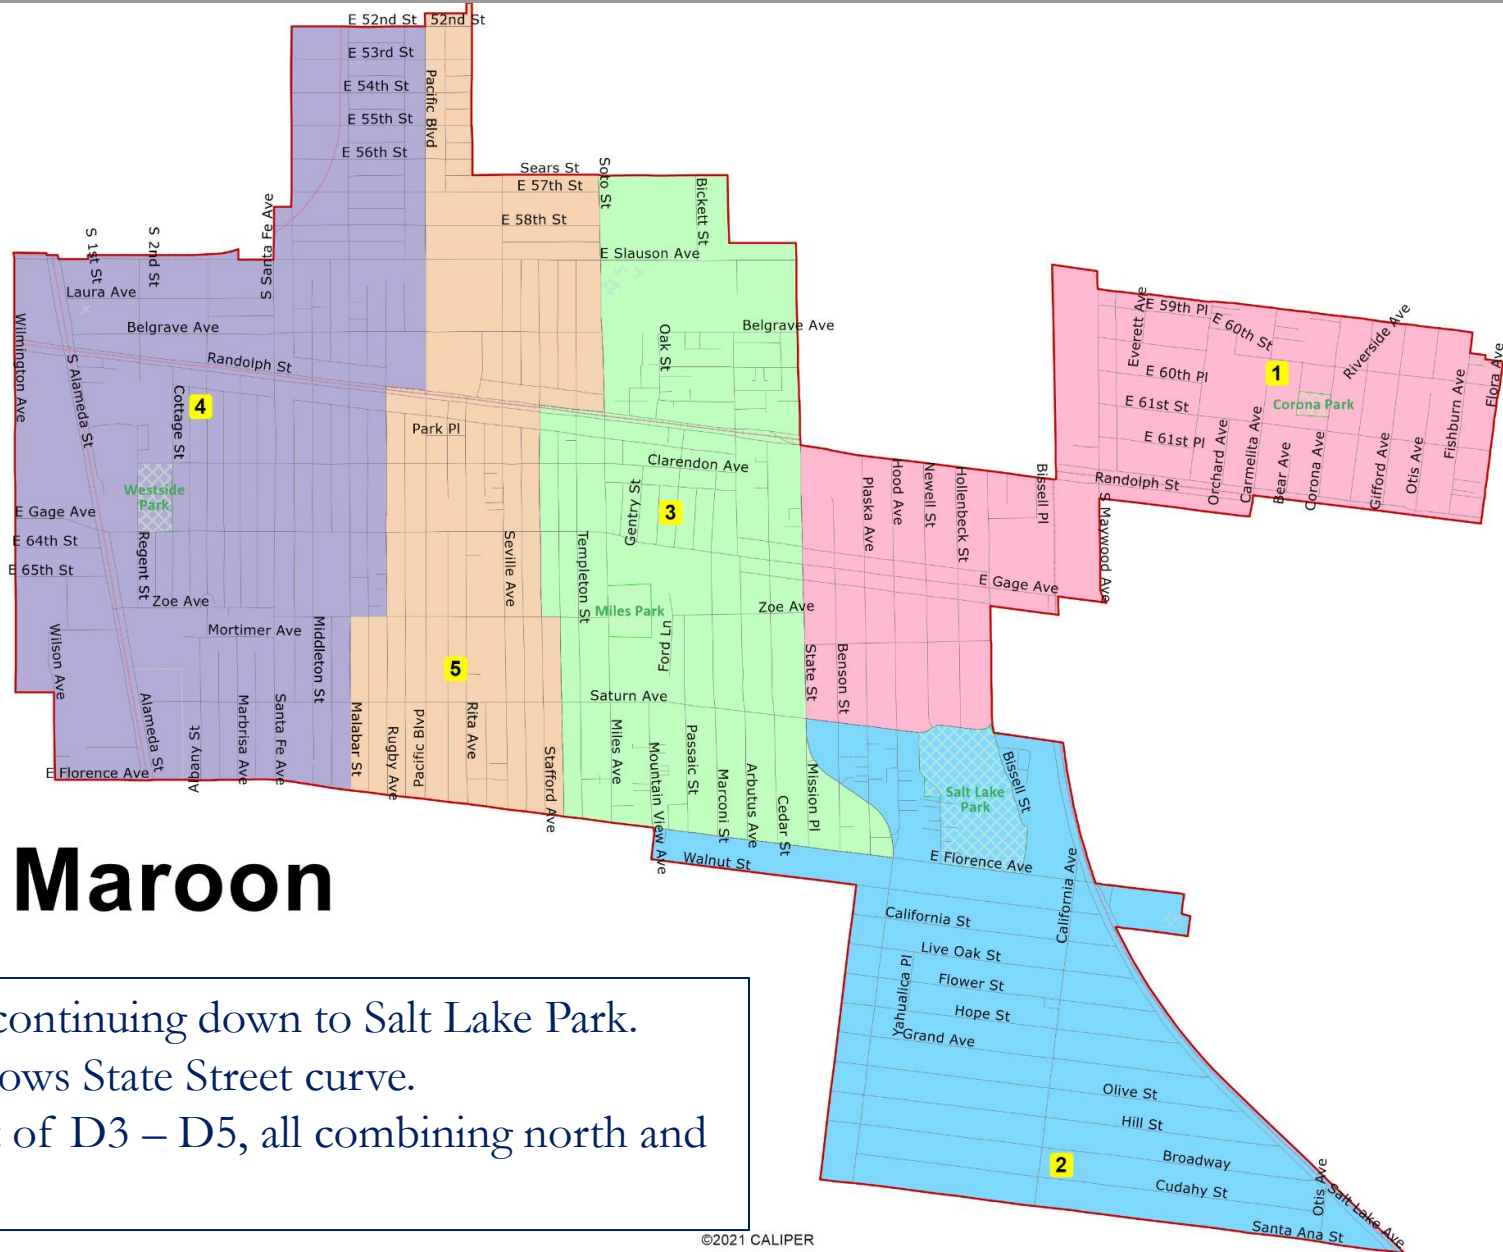 E 52nd St
52nd St
E 53rd St
E 54th St
Pacific Blvd
E 55th St
E 56th St
Sears St
Soto St
E 57th St
Bickett St
E 58th St
S Santa Fe Ave
S 1st St
S 2nd St
E Slauson Ave
Laura Ave
Belgrave Ave
Belgrave Ave
Wilmington Ave
Randolph St
Oak St
S Alameda St
Cottage St
4
Park Pl
Clarendon Ave
Everett Ave
E 59th Pl
E 60th St
Riverside Ave
Flora Ave
E 60th Pl
1
Corona Park
E 61st St
Fishburn Ave
E 61st Pl
Orchard Ave
Carmelita Ave
Bear Ave
Corona Ave
Gifford Ave
Otis Ave
Randolph St
Westside
Park
E Gage Ave
E 64th St
E 65th St
Regent St
Zoe Ave
Seville Ave
Gentry St
3
Templeton St
Plaska Ave
Hood Ave
Newell St
Hollenbeck St
Bissell Pl
S Maywood Ave
E Gage Ave
Miles Park
Zoe Ave
Wilson Ave
Mortimer Ave
Middleton St
Ford Ln
5
State St
Benson St
Saturn Ave
Alameda St
Albany St
Marbrisa Ave
Santa Fe Ave
Malabar St
Rugby Ave
Pacific Blvd
Rita Ave
Stafford Ave
Miles Ave
Mountain View Ave
Passaic St
Marconi St
Arbutus Ave
Cedar St
Mission Pl
Bissell St
Salt Lake
Park
E Florence Ave
Walnut St
E Florence Ave
California Ave
Maroon
California St
Live Oak St
Yahualica Pl
Flower St
Hope St
Grand Ave
Olive St
Hill St
Broadway
2
Cudahy St
Otis Ave
Salt Lake Ave
Santa Ana St
continuing down to Salt Lake Park.
ows State Street curve.
of D3 – D5, all combining north and
©2021 CALIPER